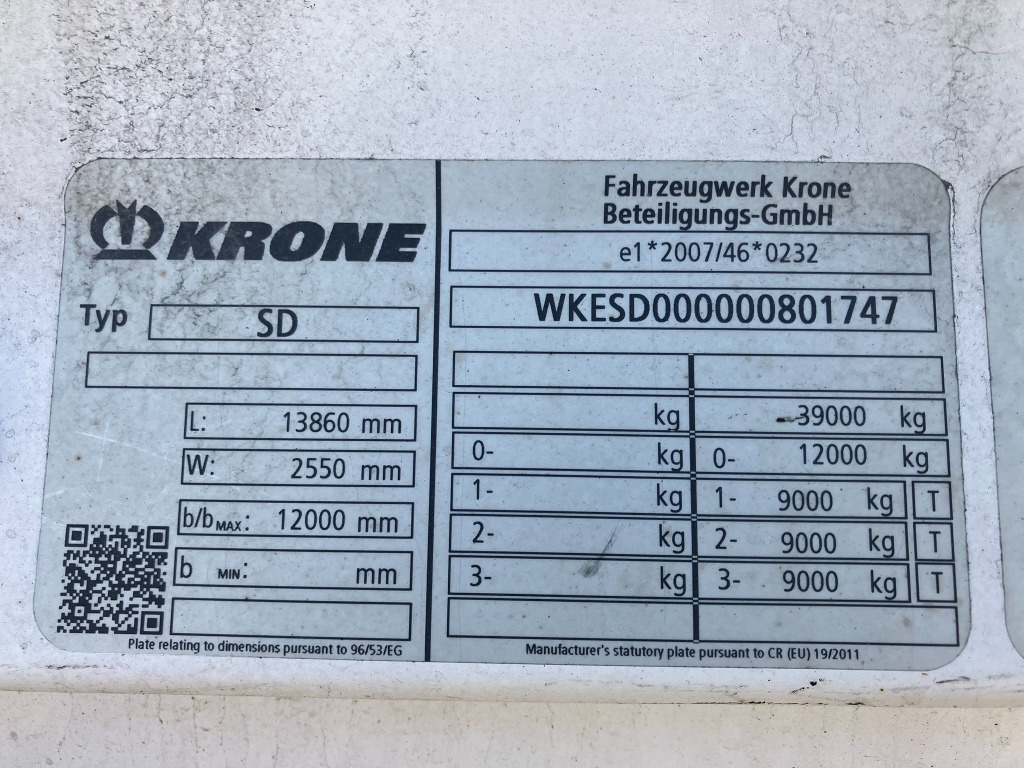 KRONE
Typ SD
L: 13860 mm
W: 2550 mm
b/b MAX: 12000 mm
b MIN: mm
Plate relating to dimensions pursuant to 96/53/EG
Fahrzeugwerk Krone
Beteiligungs-GmbH
e1*2007/46*0232
WKESD000000801747
kg 39000 kg
0- kg 0- 12000 kg
1- kg 1- 9000 kg T
2- kg 2- 9000 kg T
3- kg 3- 9000 kg T
Manufacturer's statutory plate pursuant to CR (EU) 19/2011